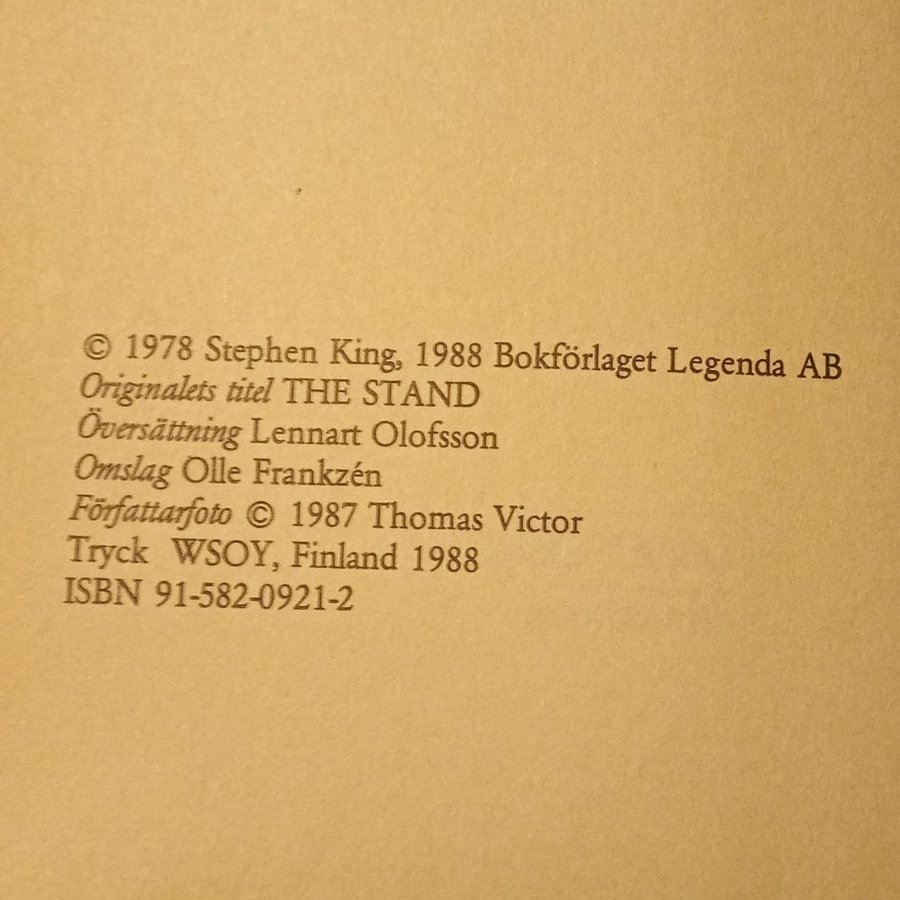 © 1978 Stephen King, 1988 Bokförlaget Legenda AB
Originalets titel THE STAND
Översättning Lennart Olofsson
Omslag Olle Frankzén
Författarfoto © 1987 Thomas Victor
Tryck WSOY, Finland 1988
ISBN 91-582-0921-2